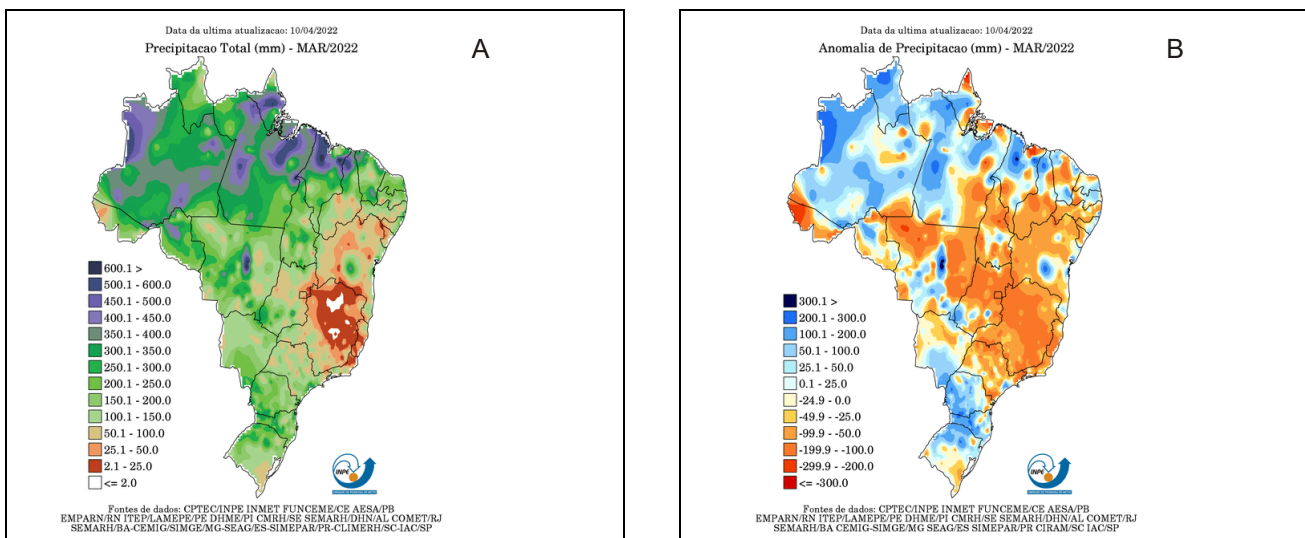 Data da ultima atualizacao: 10/04/2022
Precipitacao Total (mm) - MAR/2022
A
600.1 >
500.1 - 600.0
450.1 - 500.0
400.1 - 450.0
350.1 - 400.0
300.1 - 350.0
250.1 - 300.0
200.1 - 250.0
150.1 - 200.0
100.1 - 150.0
50.1 - 100.0
25.1 - 50.0
2.1 - 25.0
<= 2.0
INPE
Fontes de dados: CPTEC/INPE INMET FUNCEME/CE AESA/PB
EMPARN/RN ITEP/LAMEPE/PE DHME/PI CMRH/SE SEMARH/DHN/AL COMET/RJ
SEMARH/BA-CEMIG/SIMGE/MG-SEAG/ES-SIMEPAR/PR-CLIMERH/SC-IAC/SP
Data da ultima atualizacao: 10/04/2022
Anomalia de Precipitacao (mm) - MAR/2022
B
300.1 >
200.1 - 300.0
100.1 - 200.0
50.1 - 100.0
25.1 - 50.0
0.1 - 25.0
-24.9 - 0.0
-49.9 - -25.0
-99.9 - -50.0
-199.9 - -100.0
-299.9 - -200.0
<= -300.0
INPE
Fontes de dados: CPTEC/INPE INMET FUNCEME/CE AESA/PB
EMPARN/RN ITEP/LAMEPE/PE DHME/PI CMRH/SE SEMARH/DHN/AL COMET/RJ
SEMARH/BA CEMIG/SIMGE/MG SEAG/ES SIMEPAR/PR CIRAM/SC IAC/SP